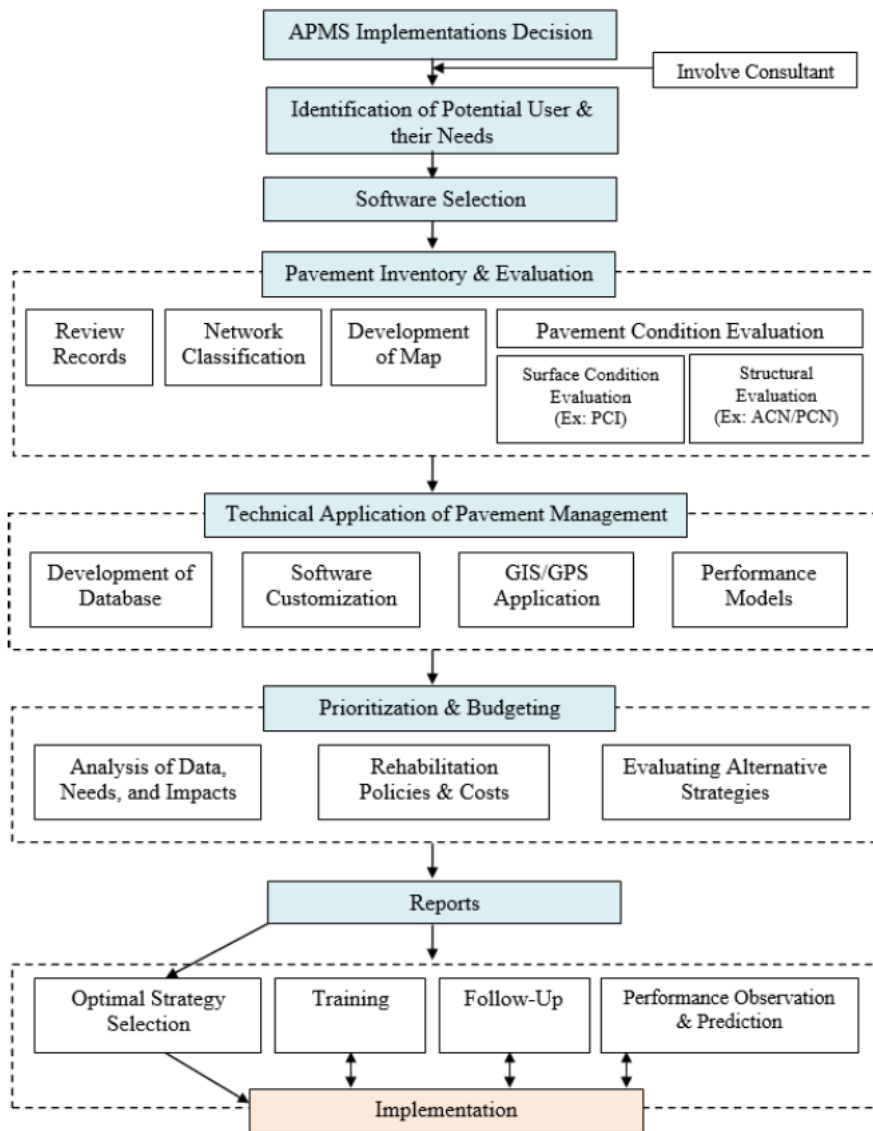 APMS Implementations Decision
Involve Consultant
Identification of Potential User &
their Needs
Software Selection
Pavement Inventory & Evaluation
Review
Records
Network
Classification
Development
of Map
Pavement Condition Evaluation
Surface Condition
Evaluation
(Ex: PCI)
Structural
Evaluation
(Ex: ACN/PCN)
Technical Application of Pavement Management
Development of
Database
Software
Customization
GIS/GPS
Application
Performance
Models
Prioritization & Budgeting
Analysis of Data,
Needs, and Impacts
Rehabilitation
Policies & Costs
Evaluating Alternative
Strategies
Reports
Optimal Strategy
Selection
Training
Follow-Up
Performance Observation
& Prediction
Implementation